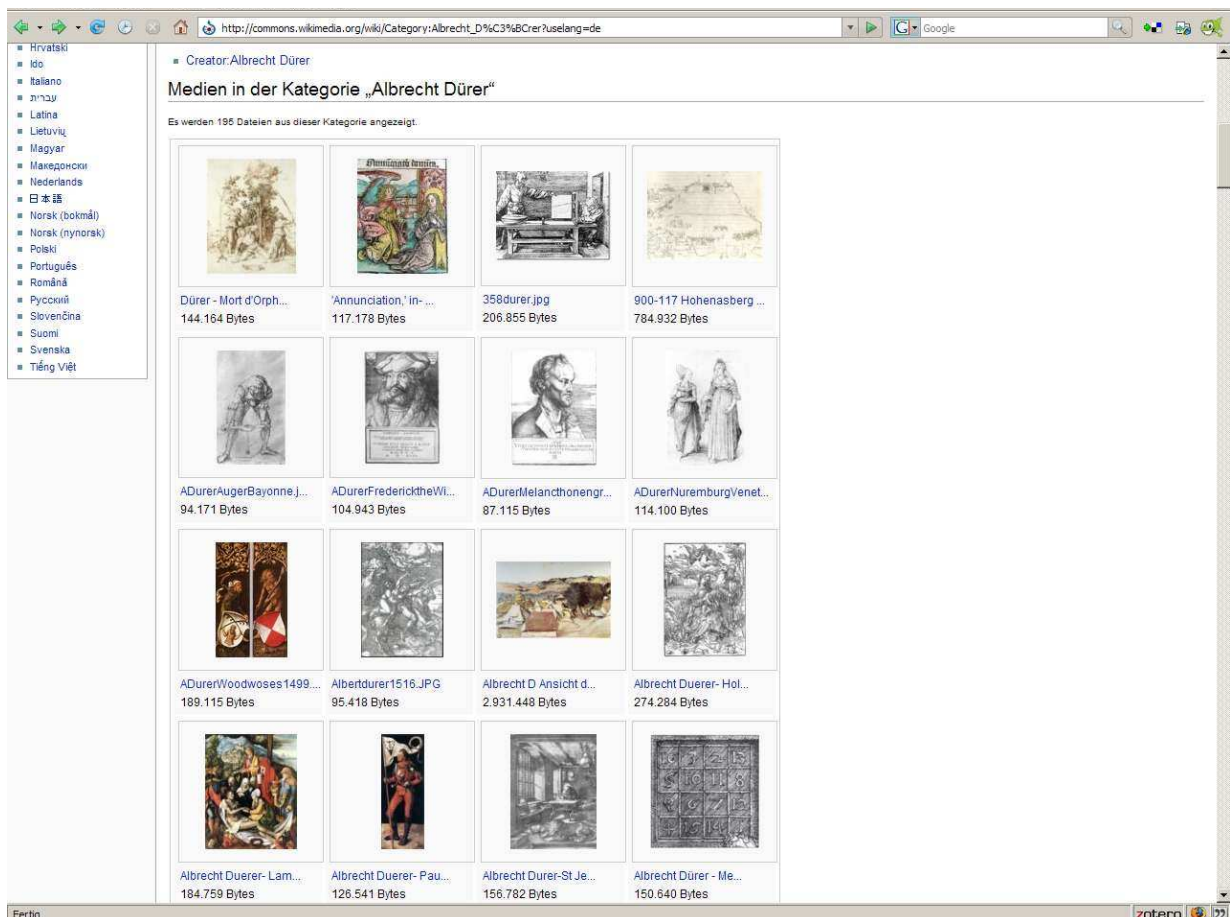 http://commons.wikimedia.org/wiki/Category:Albrecht_D%C3%BCrer?uselang=de
G
Google
Hrvatski
Ido
Italiano
עברית
Latina
Lietuvių
Magyar
Македонски
Nederlands
日本語
Norsk (bokmål)
Norsk (nynorsk)
Polski
Português
Română
Русский
Slovenčina
Suomi
Svenska
Tiếng Việt
Creator:Albrecht Dürer
Medien in der Kategorie „Albrecht Dürer“
Es werden 195 Dateien aus dieser Kategorie angezeigt.
Dürer - Mort d'Orph...
144.164 Bytes
'Annunciation,' in- ...
117.178 Bytes
358durer.jpg
206.855 Bytes
900-117 Hohenasberg ...
784.932 Bytes
ADurerAugerBayonne.j...
94.171 Bytes
ADurerFredericktheWi...
104.943 Bytes
ADurerMelancthonengr...
87.115 Bytes
ADurerNuremburgVenet...
114.100 Bytes
ADurerWoodwoses1499....
189.115 Bytes
Albertdurer1516.JPG
95.418 Bytes
Albrecht D Ansicht d...
2.931.448 Bytes
Albrecht Duerer- Hol...
274.284 Bytes
Albrecht Duerer- Lam...
184.759 Bytes
Albrecht Duerer- Pau...
126.541 Bytes
Albrecht Durer-St Je...
156.782 Bytes
Albrecht Dürer - Me...
150.640 Bytes
Fertig
zotero